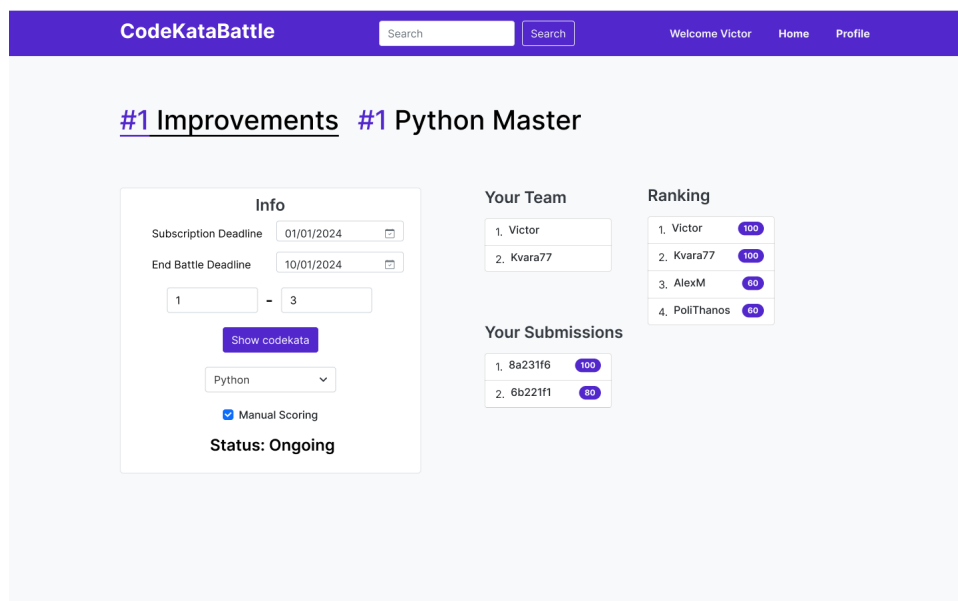 CodeKataBattle
Search
Search
Welcome Victor
Home
Profile
#1 Improvements #1 Python Master
Info
Subscription Deadline 01/01/2024
End Battle Deadline 10/01/2024
1 - 3
Show codekata
Python
Manual Scoring
Status: Ongoing
Your Team
1. Victor
2. Kvara77
Your Submissions
1. 8a231f6 100
2. 6b221f1 80
Ranking
1. Victor 100
2. Kvara77 100
3. AlexM 60
4. PoliThanos 60